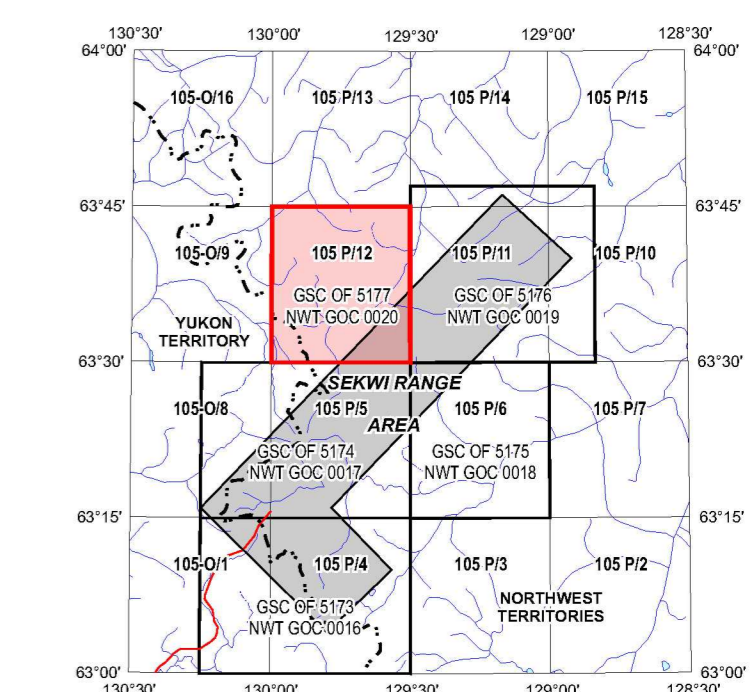 130°30'
130°00'
129°30'
129°00'
128°30'
64°00'
64°00'
105-O/16
105 P/13
105 P/14
105 P/15
63°45'
63°45'
105-O/9
105 P/12
105 P/11
105 P/10
GSC OF 5177
NWT GOC 0020
GSC OF 5176
NWT GOC 0019
YUKON
TERRITORY
63°30'
63°30'
SEKWI RANGE
AREA
105-O/8
105 P/5
105 P/6
105 P/7
GSC OF 5174
NWT GOC 0017
GSC OF 5175
NWT GOC 0018
63°15'
63°15'
105-O/1
105 P/4
105 P/3
105 P/2
GSC OF 5173
NWT GOC 0016
NORTHWEST
TERRITORIES
63°00'
63°00'
130°30'
130°00'
129°30'
129°00'
128°30'